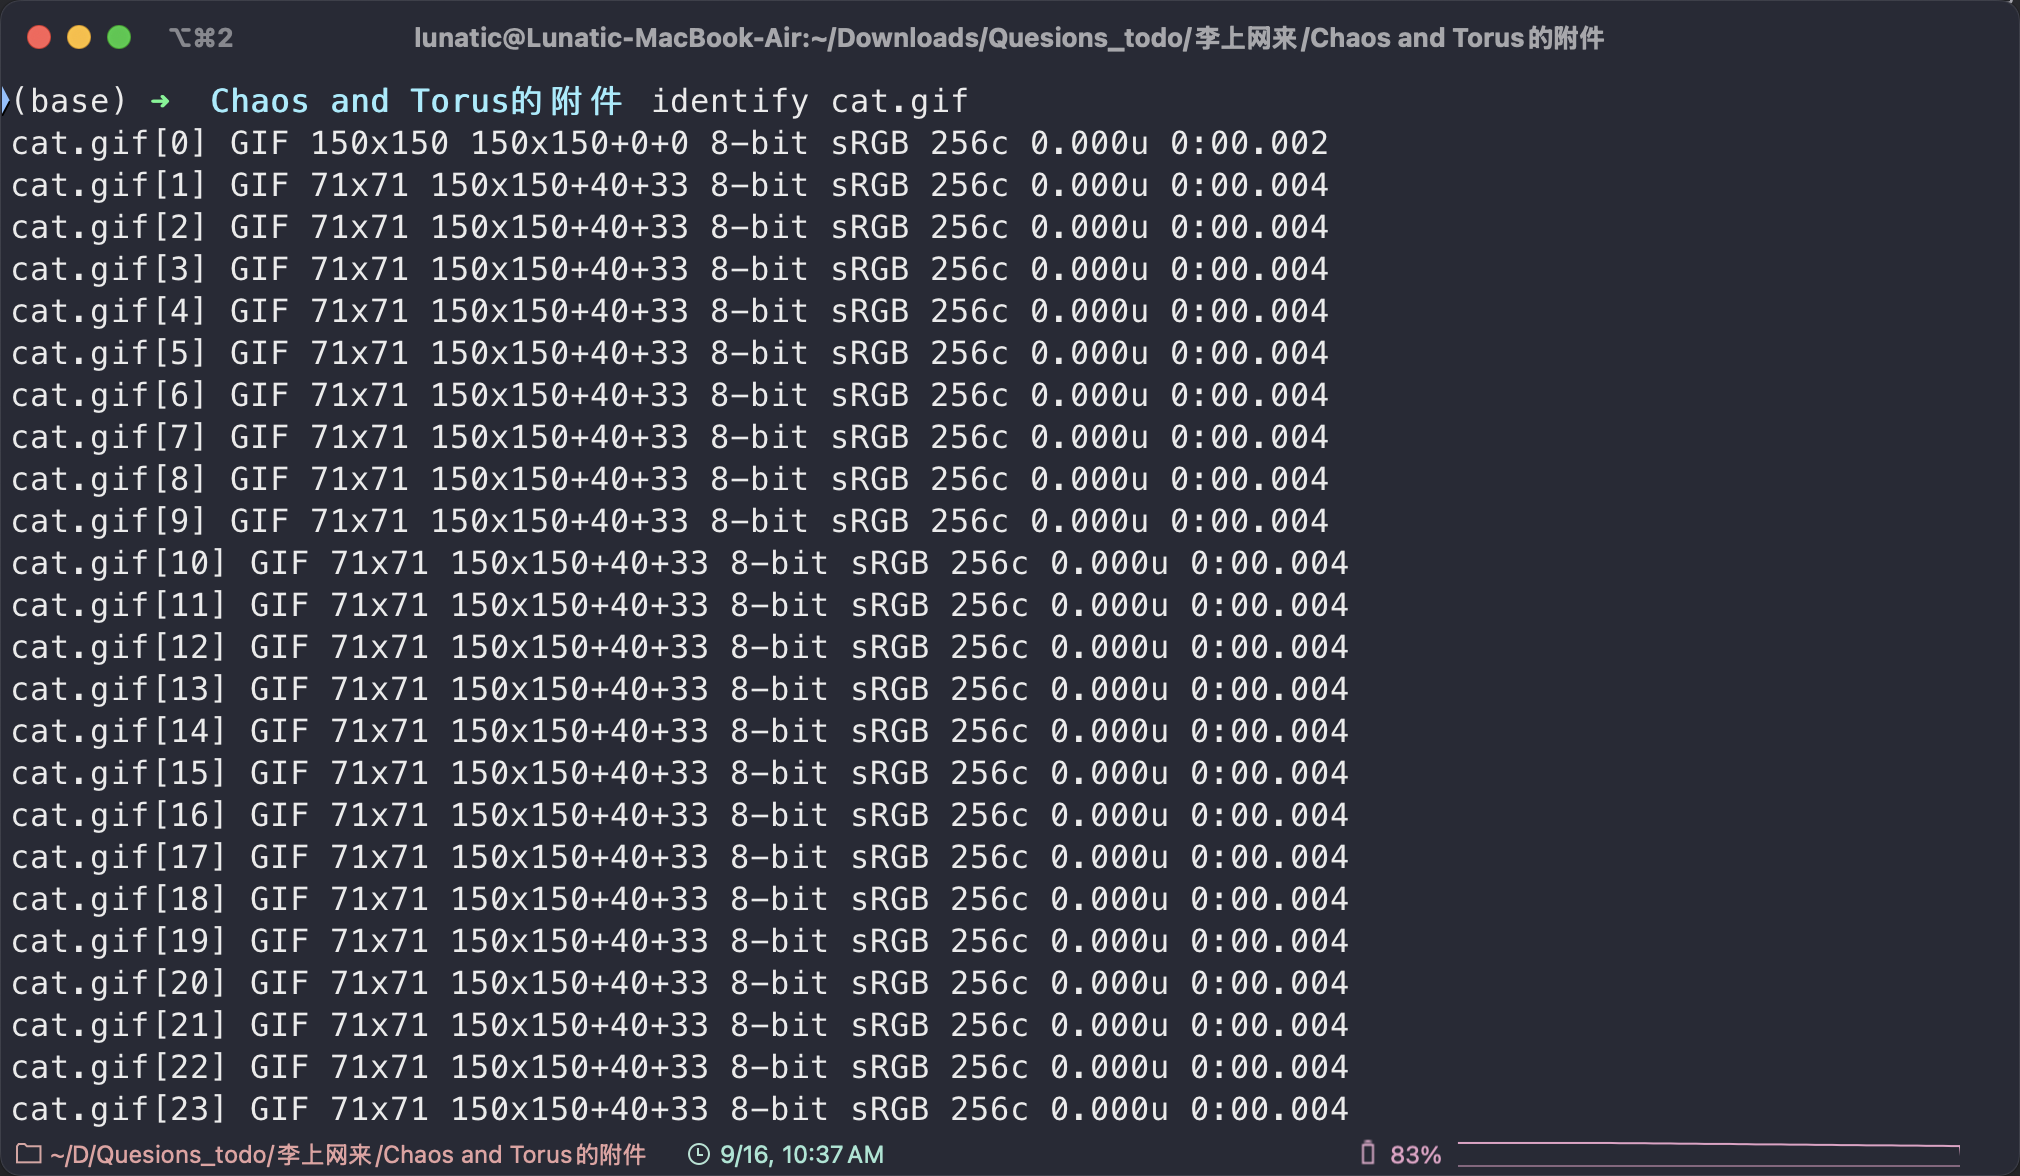 ⌥⌘2 lunatic@Lunatic-MacBook-Air:~/Downloads/Quesions_todo/李上网来/Chaos and Torus的附件
(base) ➜ Chaos and Torus的附件 identify cat.gif
cat.gif[0] GIF 150x150 150x150+0+0 8-bit sRGB 256c 0.000u 0:00.002
cat.gif[1] GIF 71x71 150x150+40+33 8-bit sRGB 256c 0.000u 0:00.004
cat.gif[2] GIF 71x71 150x150+40+33 8-bit sRGB 256c 0.000u 0:00.004
cat.gif[3] GIF 71x71 150x150+40+33 8-bit sRGB 256c 0.000u 0:00.004
cat.gif[4] GIF 71x71 150x150+40+33 8-bit sRGB 256c 0.000u 0:00.004
cat.gif[5] GIF 71x71 150x150+40+33 8-bit sRGB 256c 0.000u 0:00.004
cat.gif[6] GIF 71x71 150x150+40+33 8-bit sRGB 256c 0.000u 0:00.004
cat.gif[7] GIF 71x71 150x150+40+33 8-bit sRGB 256c 0.000u 0:00.004
cat.gif[8] GIF 71x71 150x150+40+33 8-bit sRGB 256c 0.000u 0:00.004
cat.gif[9] GIF 71x71 150x150+40+33 8-bit sRGB 256c 0.000u 0:00.004
cat.gif[10] GIF 71x71 150x150+40+33 8-bit sRGB 256c 0.000u 0:00.004
cat.gif[11] GIF 71x71 150x150+40+33 8-bit sRGB 256c 0.000u 0:00.004
cat.gif[12] GIF 71x71 150x150+40+33 8-bit sRGB 256c 0.000u 0:00.004
cat.gif[13] GIF 71x71 150x150+40+33 8-bit sRGB 256c 0.000u 0:00.004
cat.gif[14] GIF 71x71 150x150+40+33 8-bit sRGB 256c 0.000u 0:00.004
cat.gif[15] GIF 71x71 150x150+40+33 8-bit sRGB 256c 0.000u 0:00.004
cat.gif[16] GIF 71x71 150x150+40+33 8-bit sRGB 256c 0.000u 0:00.004
cat.gif[17] GIF 71x71 150x150+40+33 8-bit sRGB 256c 0.000u 0:00.004
cat.gif[18] GIF 71x71 150x150+40+33 8-bit sRGB 256c 0.000u 0:00.004
cat.gif[19] GIF 71x71 150x150+40+33 8-bit sRGB 256c 0.000u 0:00.004
cat.gif[20] GIF 71x71 150x150+40+33 8-bit sRGB 256c 0.000u 0:00.004
cat.gif[21] GIF 71x71 150x150+40+33 8-bit sRGB 256c 0.000u 0:00.004
cat.gif[22] GIF 71x71 150x150+40+33 8-bit sRGB 256c 0.000u 0:00.004
cat.gif[23] GIF 71x71 150x150+40+33 8-bit sRGB 256c 0.000u 0:00.004
~/D/Quesions_todo/李上网来/Chaos and Torus的附件 9/16, 10:37 AM 83%